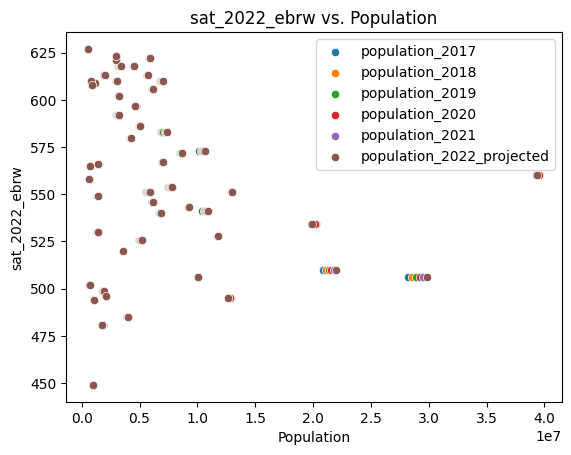 sat_2022_ebrw vs. Population
625
600
575
550
525
500
475
450
sat_2022_ebrw
population_2017
population_2018
population_2019
population_2020
population_2021
population_2022_projected
0.0 0.5 1.0 1.5 2.0 2.5 3.0 3.5 4.0
1e7
Population